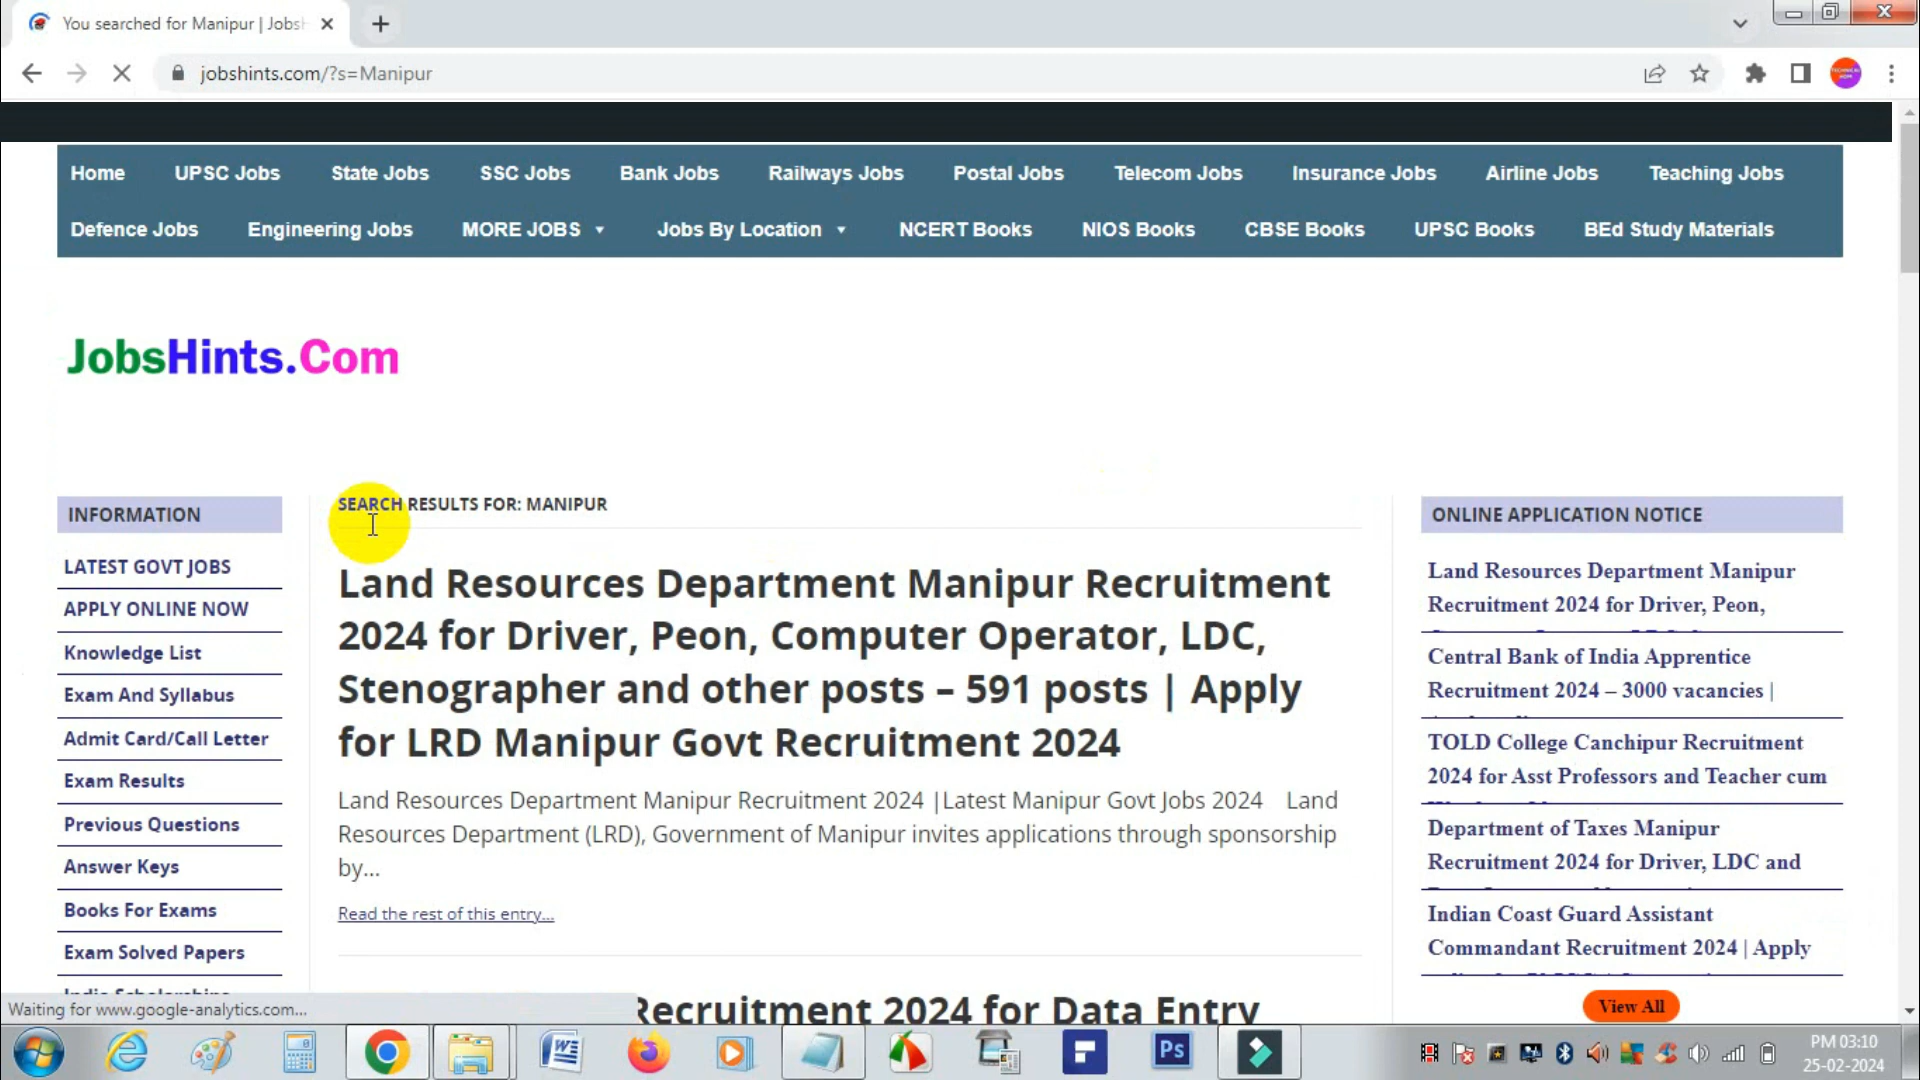 You searched for Manipur | Jobs
jobshints.com/?s=Manipur
Home UPSC Jobs State Jobs SSC Jobs Bank Jobs Railways Jobs Postal Jobs Telecom Jobs Insurance Jobs Airline Jobs Teaching Jobs
Defence Jobs Engineering Jobs MORE JOBS Jobs By Location NCERT Books NIOS Books CBSE Books UPSC Books BEd Study Materials
JobsHints.Com
INFORMATION
LATEST GOVT JOBS
APPLY ONLINE NOW
Knowledge List
Exam And Syllabus
Admit Card/Call Letter
Exam Results
Previous Questions
Answer Keys
Books For Exams
Exam Solved Papers
SEARCH RESULTS FOR: MANIPUR
Land Resources Department Manipur Recruitment
2024 for Driver, Peon, Computer Operator, LDC,
Stenographer and other posts – 591 posts | Apply
for LRD Manipur Govt Recruitment 2024
Land Resources Department Manipur Recruitment 2024 |Latest Manipur Govt Jobs 2024 Land
Resources Department (LRD), Government of Manipur invites applications through sponsorship
by...
Read the rest of this entry...
Recruitment 2024 for Data Entry
ONLINE APPLICATION NOTICE
Land Resources Department Manipur
Recruitment 2024 for Driver, Peon,
Central Bank of India Apprentice
Recruitment 2024 – 3000 vacancies |
TOLD College Canchipur Recruitment
2024 for Asst Professors and Teacher cum
Department of Taxes Manipur
Recruitment 2024 for Driver, LDC and
Indian Coast Guard Assistant
Commandant Recruitment 2024 | Apply
View All
Waiting for www.google-analytics.com...
Ps
PM 03:10
25-02-2024